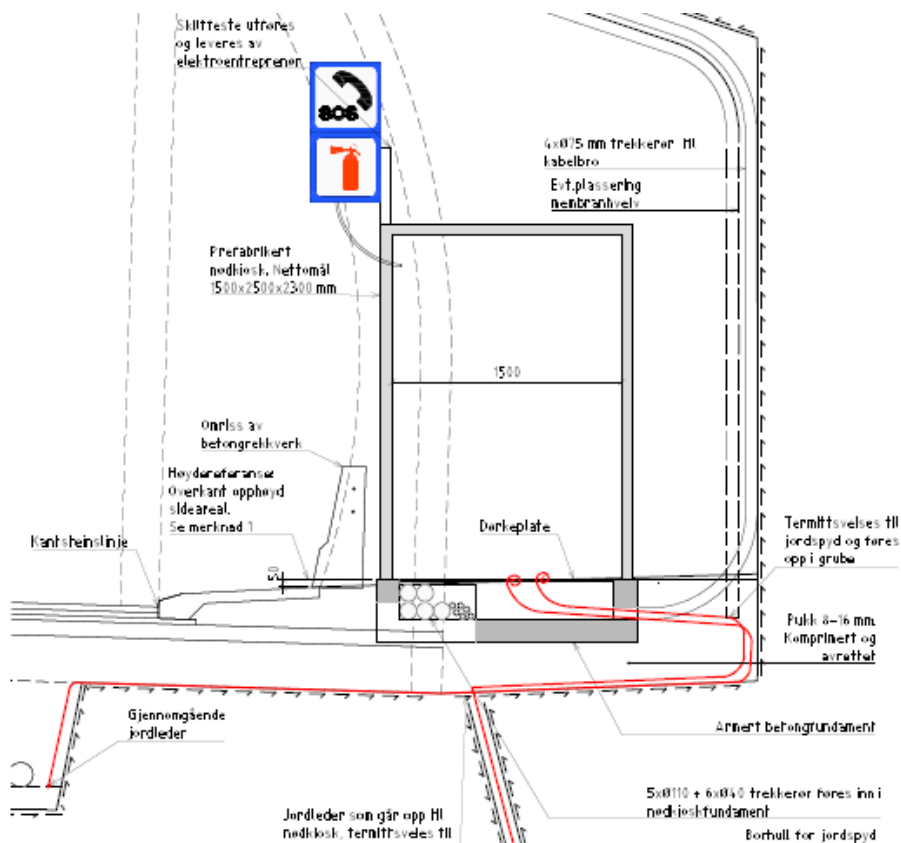 Skiltteste utføres
og leveres av
elektroentreprenør
SOS
4xØ75 mm trekkerør til
kabelbro
Evt.plassering
membranhvelv
Prefabrikert
nødkiosk, Nettomål
1500x2500x2300 mm
1500
Omriss av
betongrekkverk
Høydereferanse:
Overkant opphøyd
sideareal.
Se merknad 1
Kantsteinslinje
50
Dørkeplate
Termittsveises til
jordspyd og føres
opp i grube
Pukk 8-16 mm.
Komprimert og
avrettet
Gjennomgående
jordleder
Armert betongfundament
5xØ110 + 6xØ40 trekkerør føres inn i
nødkioskfundament
Jordleder som går opp til
nødkiosk, termittsveies til
Borhull for jordspyd